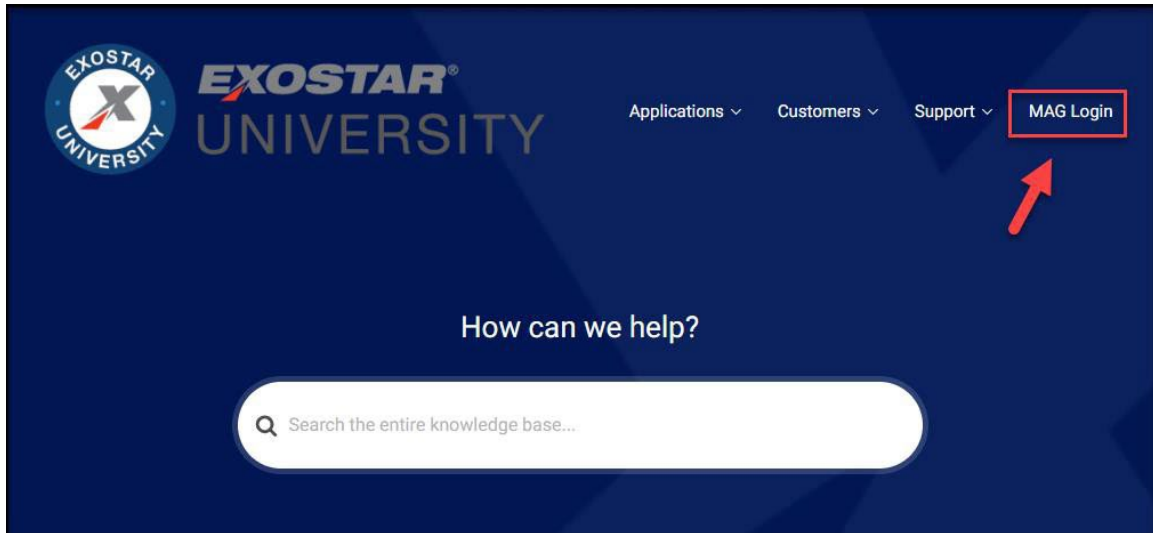 EXOSTAR
UNIVERSITY
EXOSTAR®
UNIVERSITY
Applications
Customers
Support
MAG Login
How can we help?
Search the entire knowledge base...